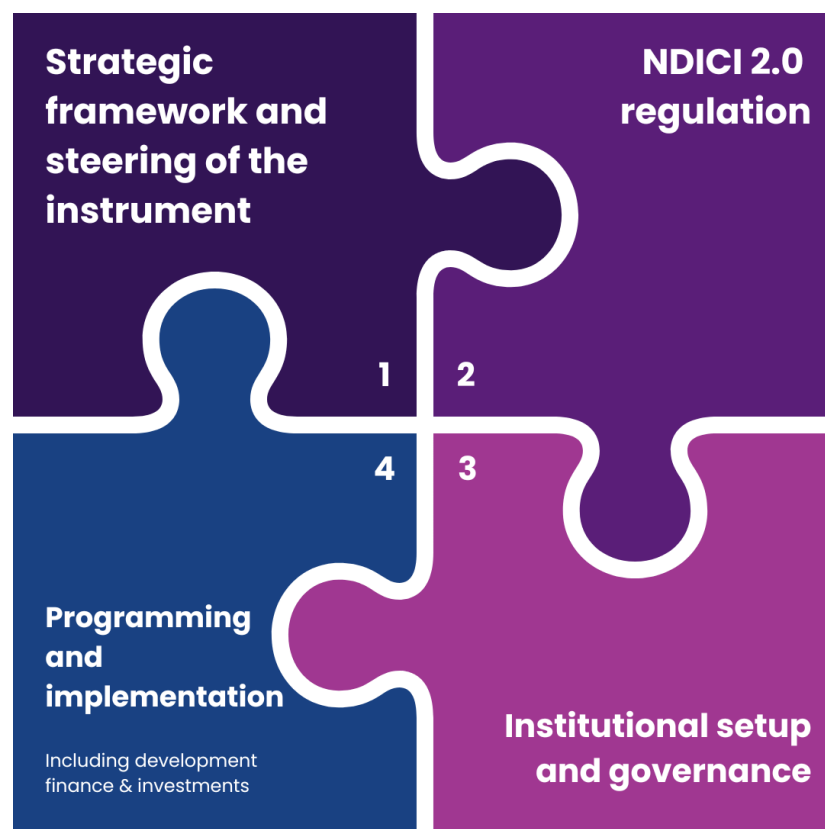 Strategic
framework and
steering of the
instrument
1
NDICI 2.0
regulation
2
3
Institutional setup
and governance
4
Programming
and
implementation
Including development
finance & investments